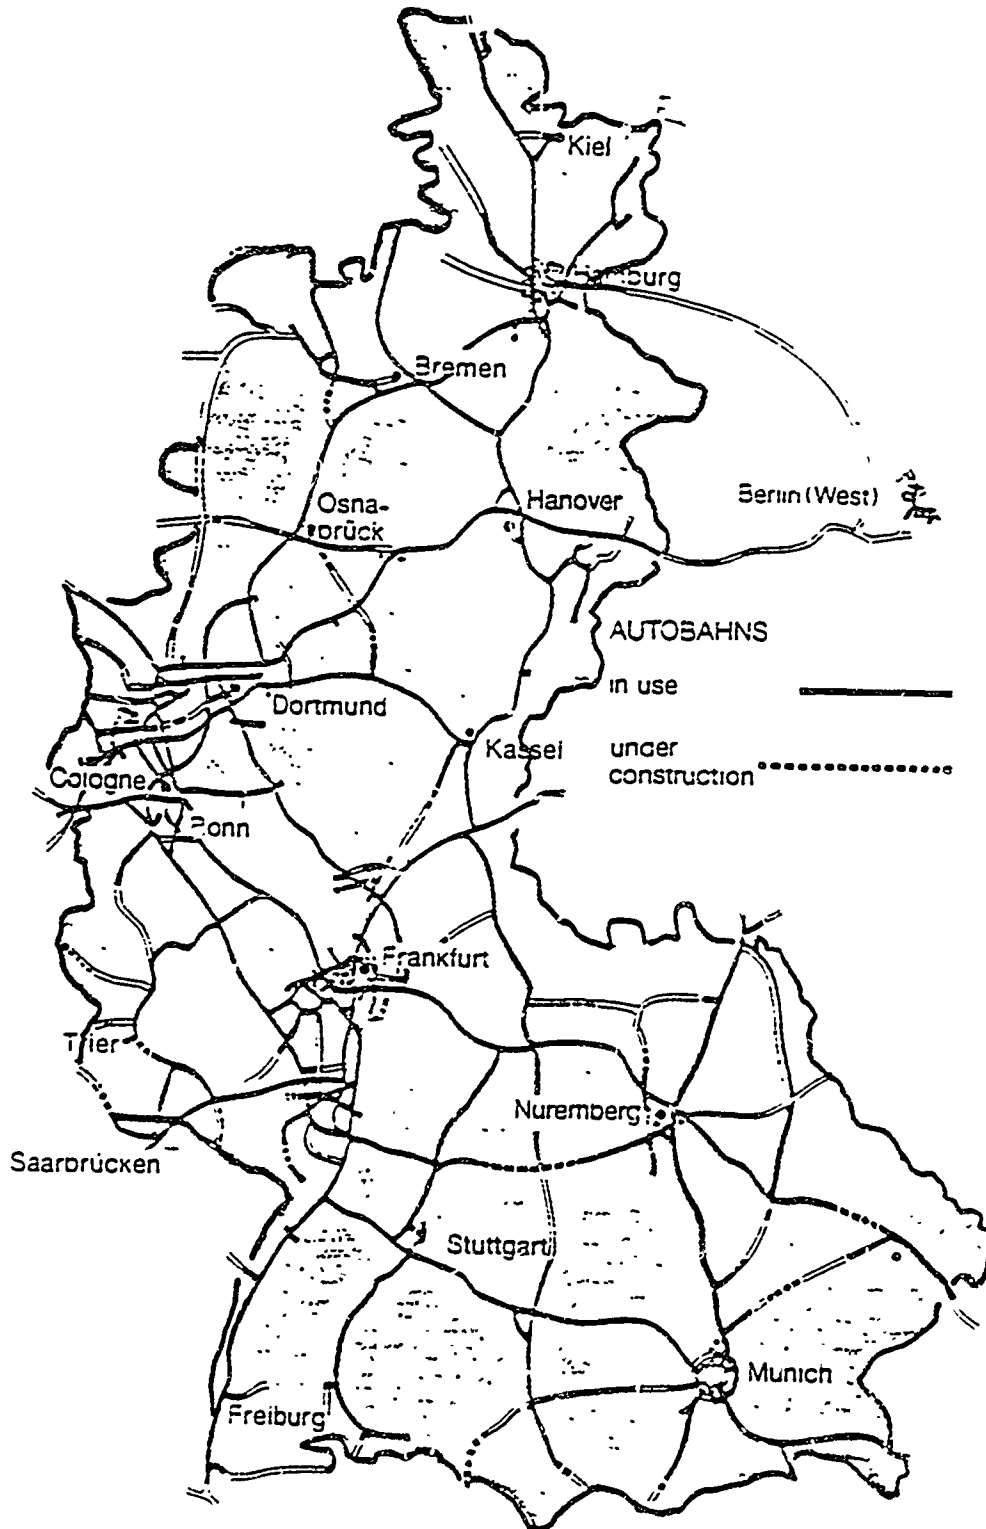 Kiel
Hamburg
Bremen
Osna-
brück
Hanover
Berlin (West)
AUTOBAHNS
in use
Dortmund
Kassel
under
construction
Cologne
Bonn
Frankfurt
Trier
Nuremberg
Saarbrücken
Stuttgart
Munich
Freiburg